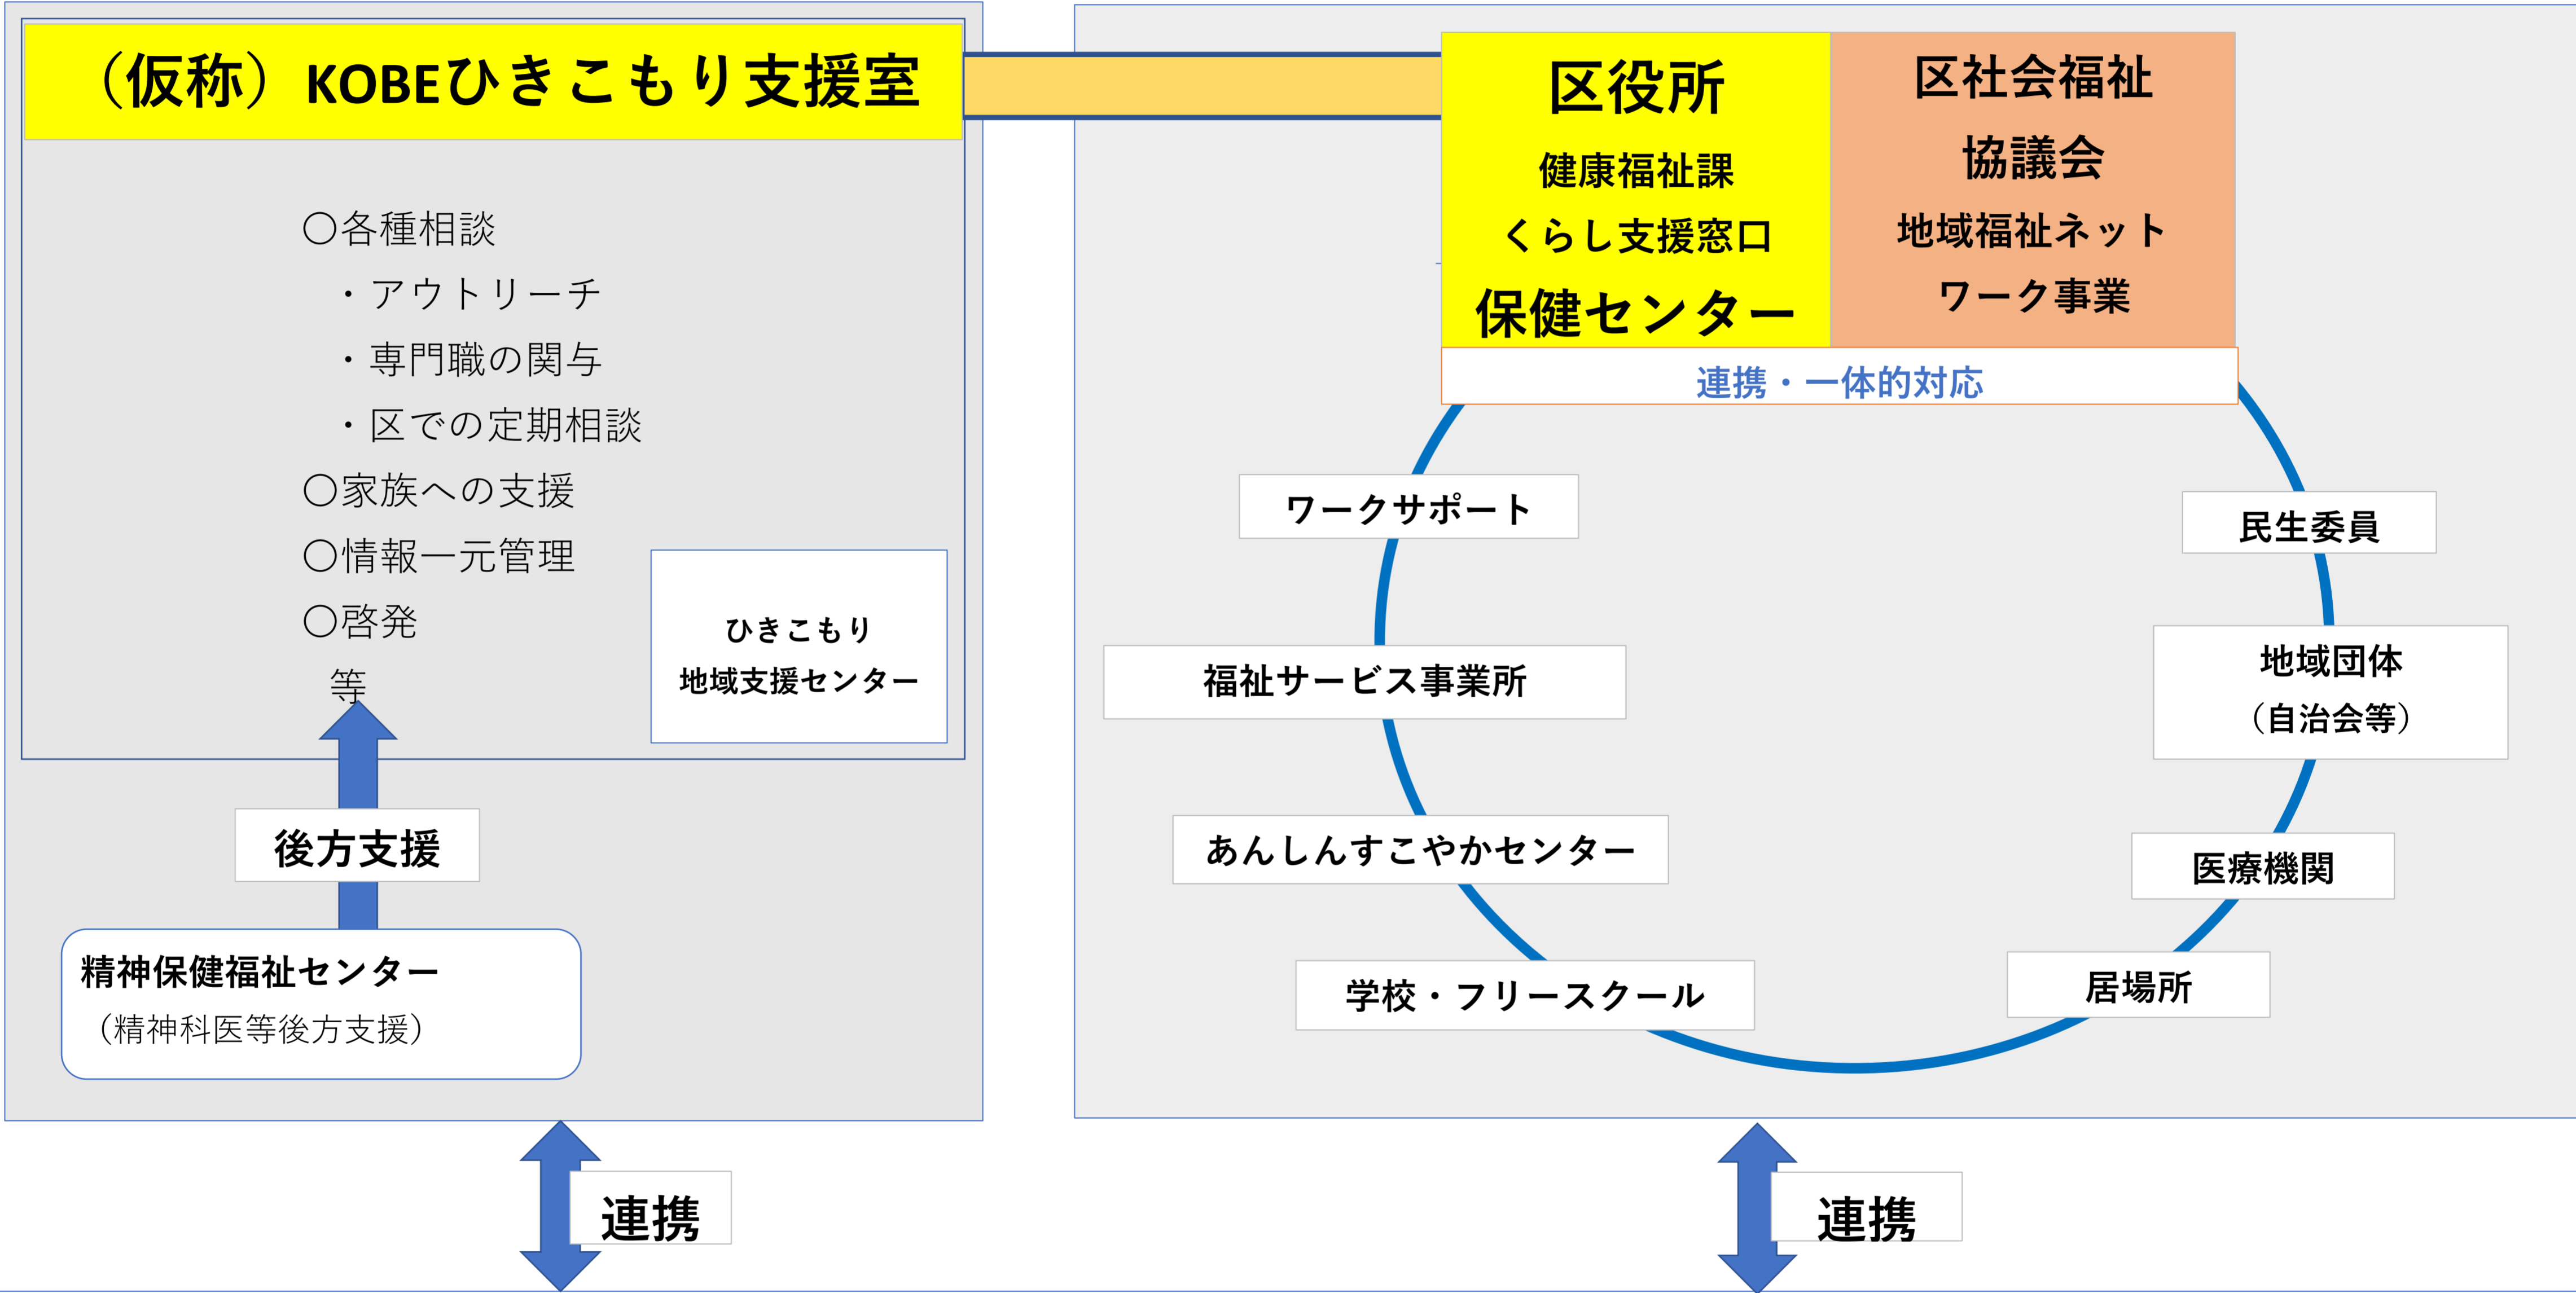 （仮称）KOBEひきこもり支援室
〇各種相談
・アウトリーチ
・専門職の関与
・区での定期相談
〇家族への支援
〇情報一元管理
〇啓発
等
ひきこもり
地域支援センター
後方支援
精神保健福祉センター
（精神科医等後方支援）
連携
区役所
健康福祉課
くらし支援窓口
保健センター
区社会福祉
協議会
地域福祉ネット
ワーク事業
連携・一体的対応
ワークサポート
福祉サービス事業所
あんしんすこやかセンター
学校・フリースクール
民生委員
地域団体
（自治会等）
医療機関
居場所
連携